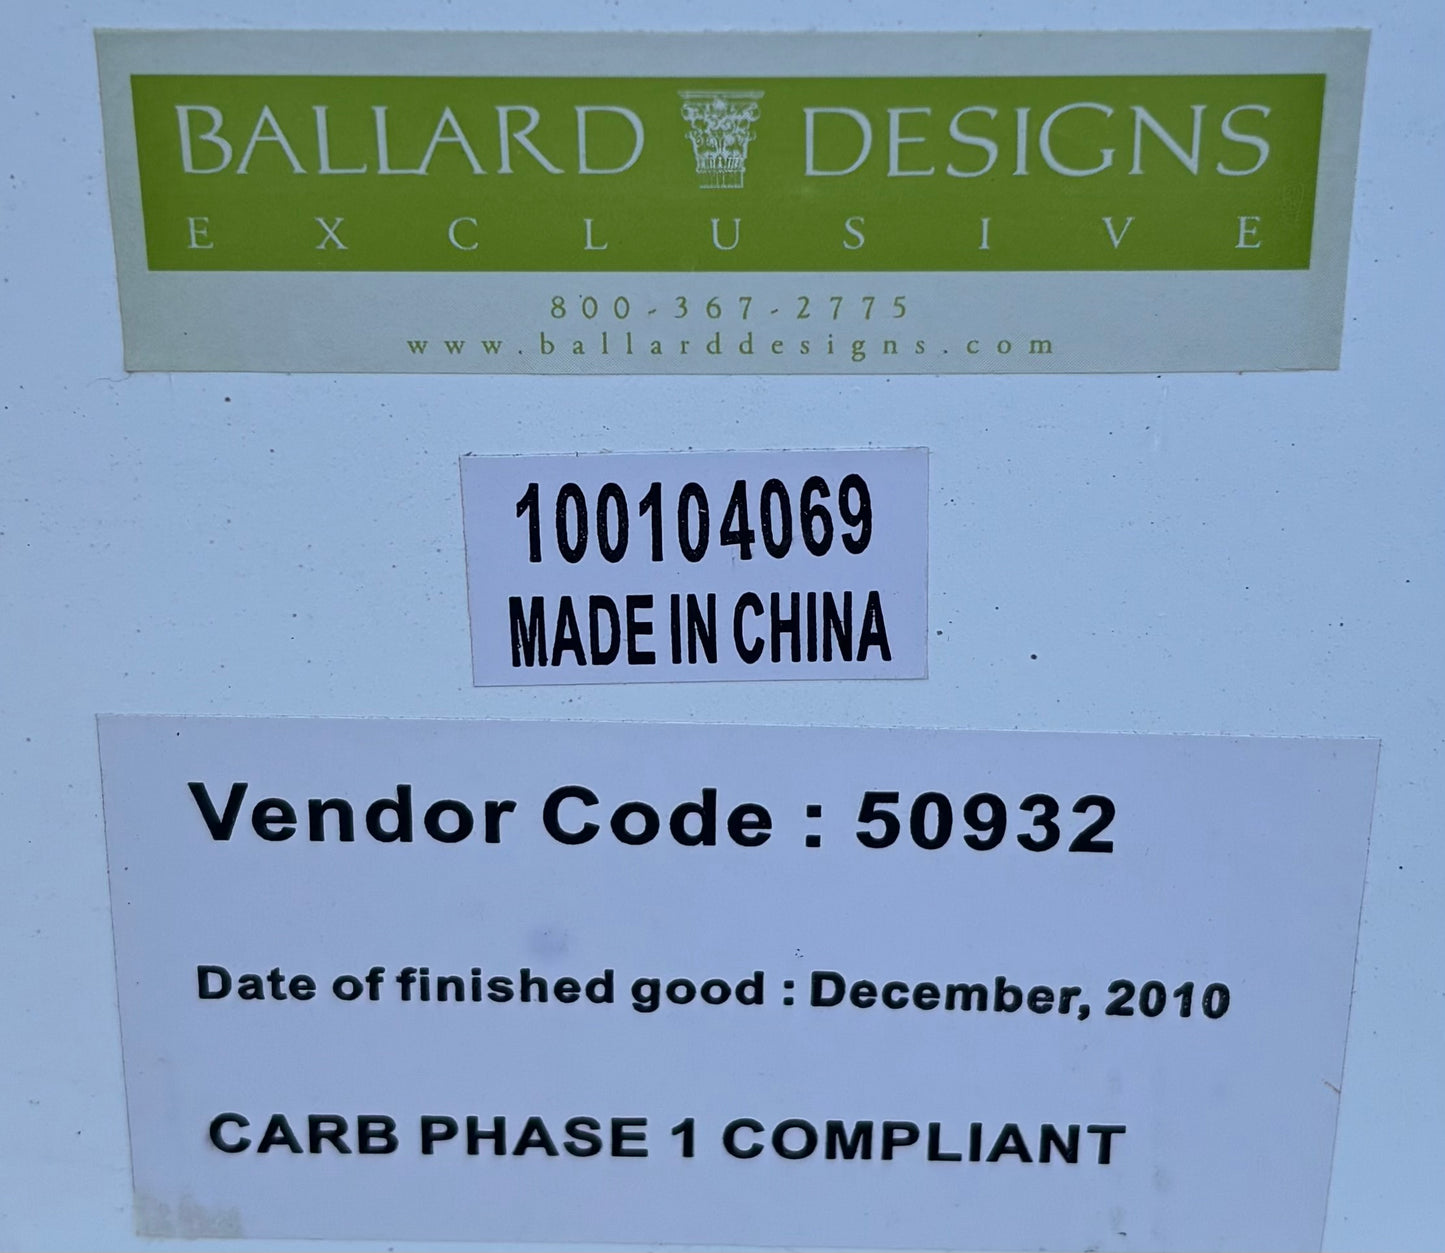 BALLARD DESIGNS
EXCLUSIVE
800-367-2775
www.ballarddesigns.com
100104069
MADE IN CHINA
Vendor Code : 50932
Date of finished good : December, 2010
CARB PHASE 1 COMPLIANT